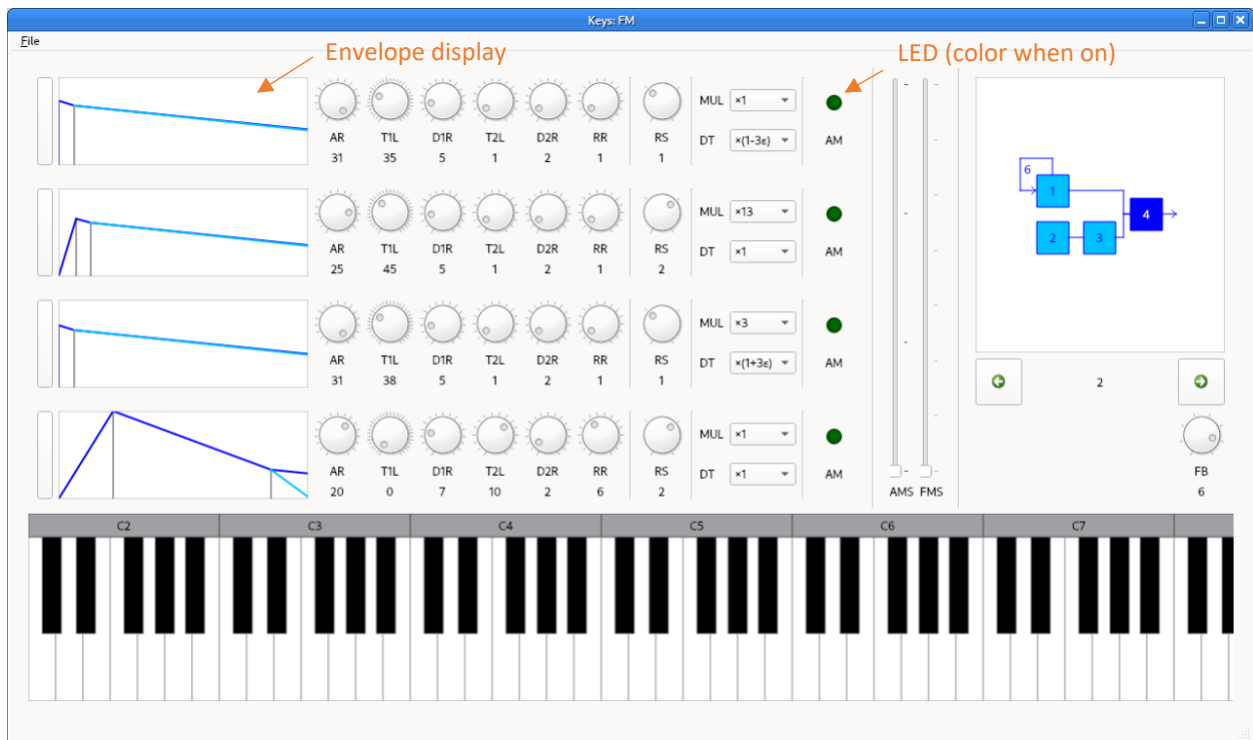 Keys: FM
File
Envelope display
LED (color when on)
MUL ×1
DT ×(1-3ε)
AR T1L D1R T2L D2R RR RS AM
31 35 5 1 2 1 1
MUL ×13
DT ×1
AR T1L D1R T2L D2R RR RS AM
25 45 5 1 2 1 2
MUL ×3
DT ×(1+3ε)
AR T1L D1R T2L D2R RR RS AM
31 38 5 1 2 1 1
MUL ×1
DT ×1
AR T1L D1R T2L D2R RR RS AM
20 0 7 10 2 6 2
AMS FMS
6
1
4
2 3
2
FB
6
C2 C3 C4 C5 C6 C7